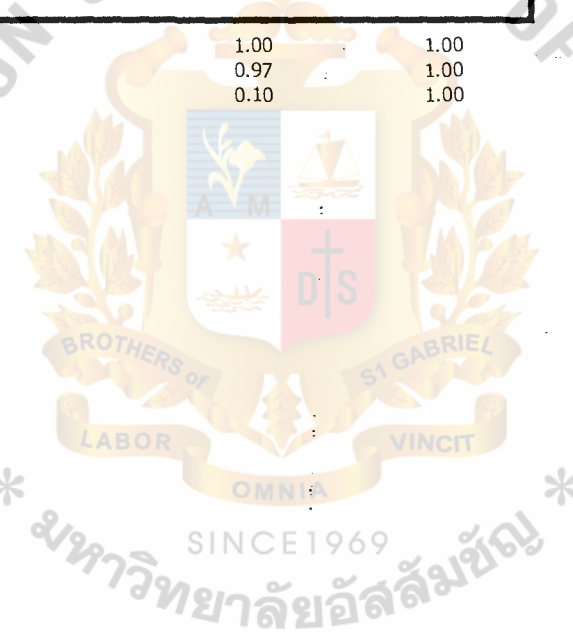 1.00 1.00
0.97 1.00
0.10 1.00
A M
D S
BROTHERS of S1 GABRIEL
LABOR VINCIT
OMNIA
SINCE1969
* *
มหาวิทยาลัยอัสสัมชัญ